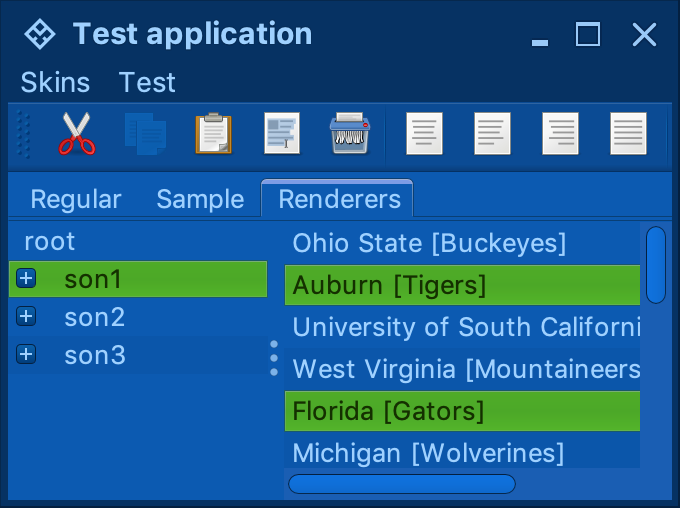 Test application
Skins Test
Regular Sample Renderers
root
son1
son2
son3
Ohio State [Buckeyes]
Auburn [Tigers]
University of South Californi
West Virginia [Mountaineers
Florida [Gators]
Michigan [Wolverines]